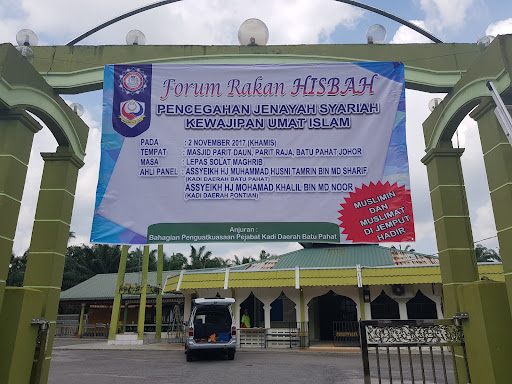 Anjuran:
Forum Rakan HISBAH
PENCEGAHAN JENAYAH SYARIAH
KEWAJIPAN UMAT ISLAM
PADA : 2 NOVEMBER 2017 (KHAMIS)
TEMPAT : MASJID PARIT DAUN, PARIT RAJA, BATU PAHAT JOHOR
MASA : LEPAS SOLAT MAGHRIB
AHLI PANEL : ASSYEIKH HJ MUHAMMAD HUSNI TAMRIN BIN MD SHARIF
(KADI DAERAH BATU PAHAT)
ASSYEIKH HJ MOHAMAD KHALIL BIN MD NOOR
(KADI DAERAH PONTIAN)
MUSLIMIN
DAN
MUSLIMAT
DI JEMPUT
HADIR
Anjuran:
Bahagian Penguatkuasaan Pejabat Kadi Daerah Batu Pahat